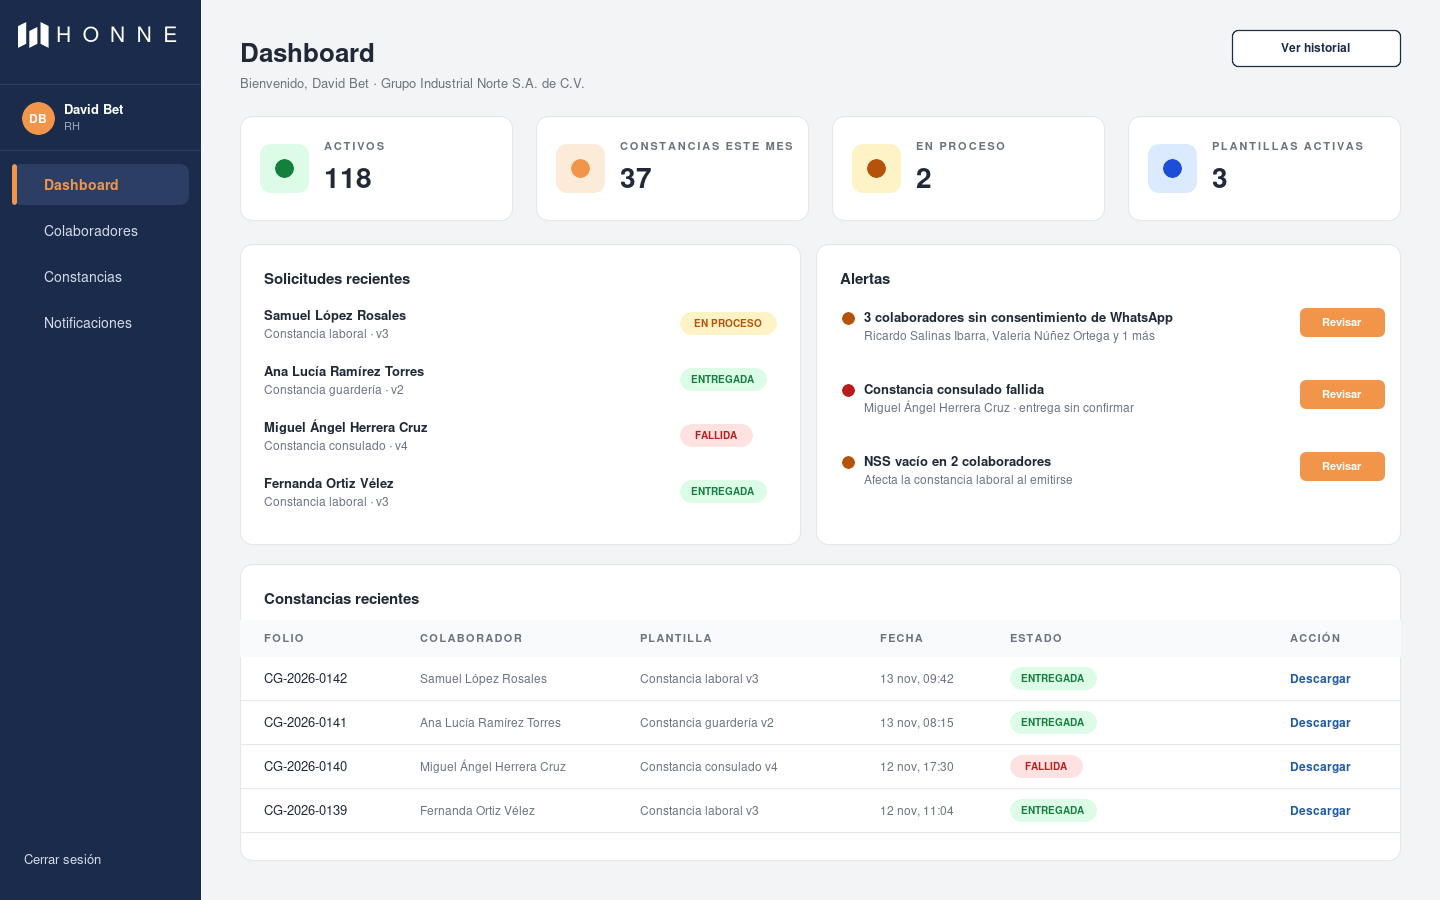 HONNE
DB
David Bet
RH
Dashboard
Colaboradores
Constancias
Notificaciones
Cerrar sesión
Dashboard
Bienvenido, David Bet · Grupo Industrial Norte S.A. de C.V.
Ver historial
ACTIVOS
118
CONSTANCIAS ESTE MES
37
EN PROCESO
2
PLANTILLAS ACTIVAS
3
Solicitudes recientes
Samuel López Rosales
Constancia laboral · v3
EN PROCESO
Ana Lucía Ramírez Torres
Constancia guardería · v2
ENTREGADA
Miguel Ángel Herrera Cruz
Constancia consulado · v4
FALLIDA
Fernanda Ortiz Vélez
Constancia laboral · v3
ENTREGADA
Alertas
3 colaboradores sin consentimiento de WhatsApp
Ricardo Salinas Ibarra, Valeria Núñez Ortega y 1 más
Revisar
Constancia consulado fallida
Miguel Ángel Herrera Cruz · entrega sin confirmar
Revisar
NSS vacío en 2 colaboradores
Afecta la constancia laboral al emitirse
Revisar
Constancias recientes
FOLIO COLABORADOR PLANTILLA FECHA ESTADO ACCIÓN
CG-2026-0142 Samuel López Rosales Constancia laboral v3 13 nov, 09:42 ENTREGADA Descargar
CG-2026-0141 Ana Lucía Ramírez Torres Constancia guardería v2 13 nov, 08:15 ENTREGADA Descargar
CG-2026-0140 Miguel Ángel Herrera Cruz Constancia consulado v4 12 nov, 17:30 FALLIDA Descargar
CG-2026-0139 Fernanda Ortiz Vélez Constancia laboral v3 12 nov, 11:04 ENTREGADA Descargar